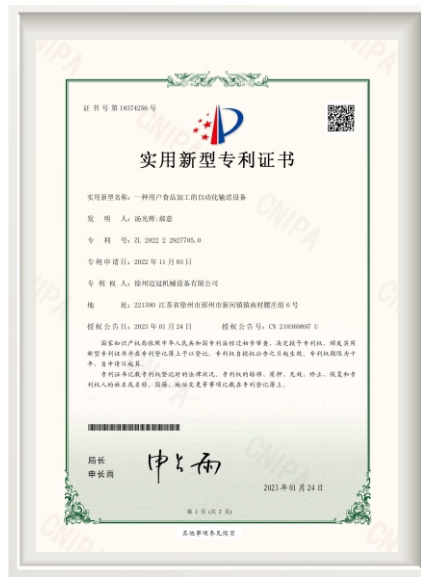 证书号第18374256号
实用新型专利证书
实用新型名称：一种用户食品加工的自动化输送设备
发 明 人：汤光辉;郝意
专 利 号：ZL 2022 2 2927705.0
专利申请日：2022年11月03日
专 利 权 人：徐州迈冠机械设备有限公司
地 址：221300 江苏省徐州市邳州市新河镇镇南村腰庄组6号
授权公告日：2023年01月24日 授权公告号：CN 218369897 U
国家知识产权局依照中华人民共和国专利法经过初步审查，决定授予专利权，颁发实用
新型专利证书并在专利登记簿上予以登记。专利权自授权公告之日起生效。专利权期限为十
年，自申请日起算。
专利证书记载专利权登记时的法律状况。专利权的转移、质押、无效、终止、恢复和专
利权人的姓名或名称、国籍、地址变更等事项记载在专利登记簿上。
局长
申长雨
申长雨
2023年01月24日
第 1 页 (共 2 页)
其他事项参见续页
CNIPA
CNIPA
CNIPA
CNIPA